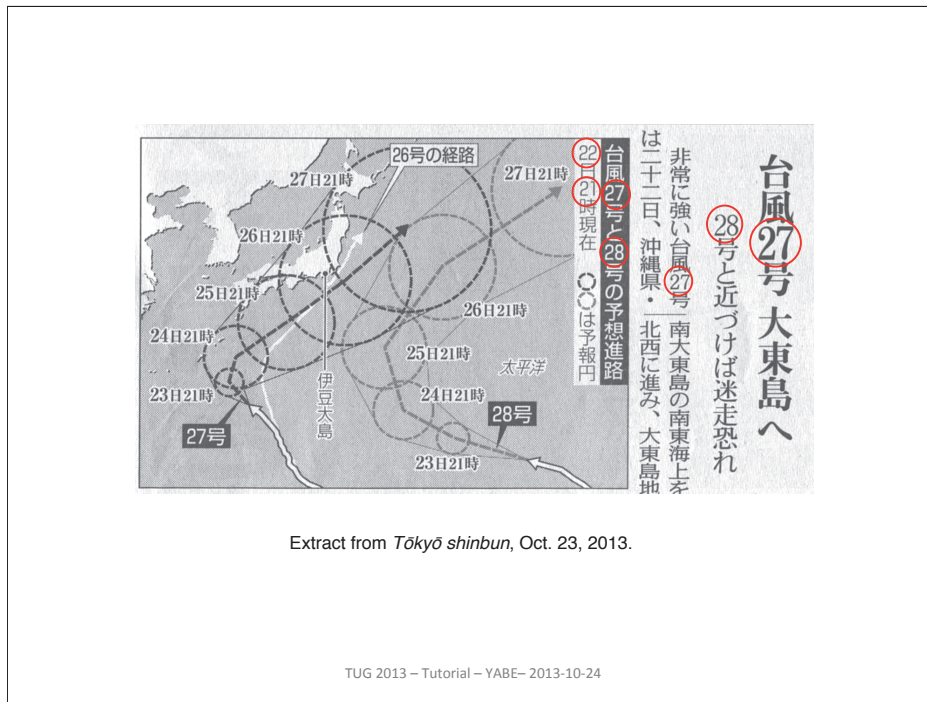 台風27号 大東島へ
28号と近づけば迷走恐れ
非常に強い台風27号
は二十二日、沖縄県・
南大東島の南東海上を
北西に進み、大東島地
台風27号と28号の予想進路
22日21時現在 は予報円
26号の経路
27日21時
27日21時
26日21時
26日21時
25日21時
25日21時
24日21時
24日21時
太平洋
伊豆大島
23日21時
28号
27号
23日21時
Extract from Tōkyō shinbun, Oct. 23, 2013.
TUG 2013 – Tutorial – YABE– 2013-10-24